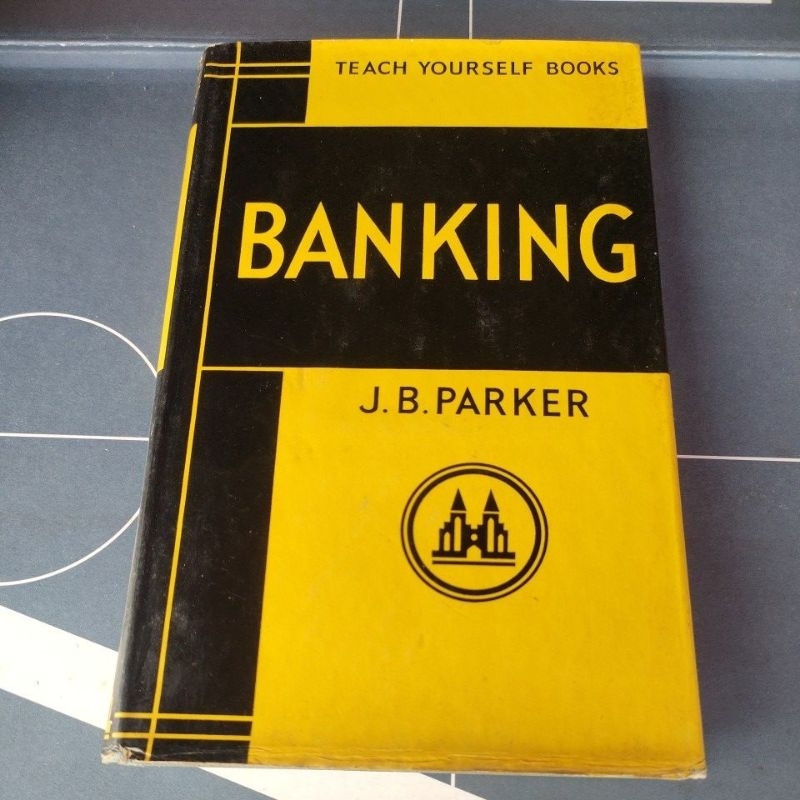 TEACH YOURSELF BOOKS
BANKING
J. B. PARKER